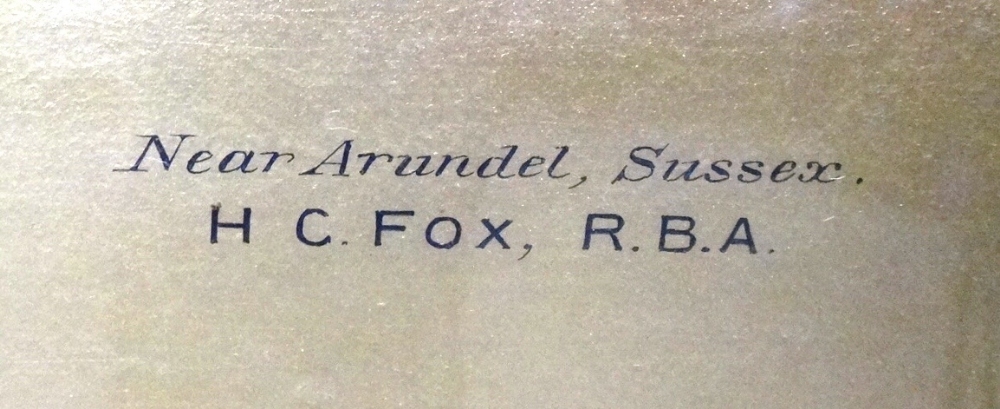 Near Arundel, Sussex.
H C. FOX, R.B.A.